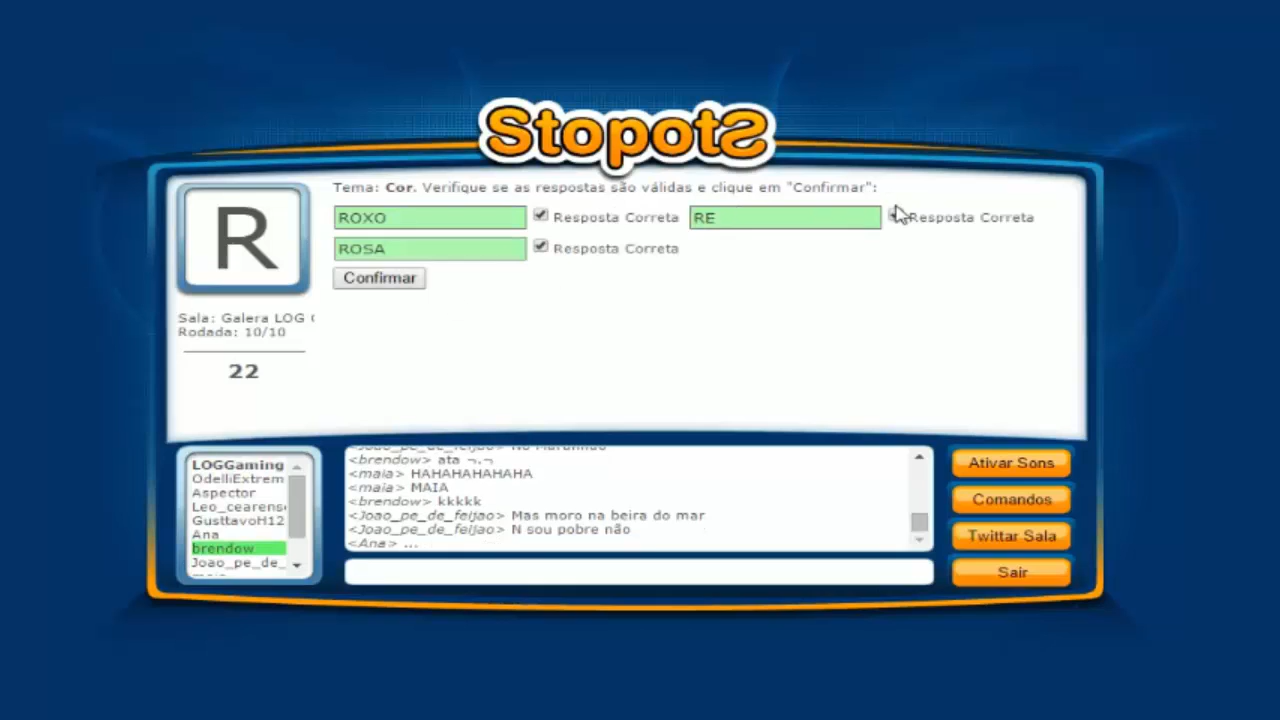 StopotS
Tema: Cor. Verifique se as respostas são válidas e clique em "Confirmar":
R
ROXO Resposta Correta RE Resposta Correta
ROSA Resposta Correta
Confirmar
Sala: Galera LOG
Rodada: 10/10
22
LOGGaming
OdelliExtrem
Aspector
Leo_cearens
GusttavoH12
Ana
brendow
Joao_pe_de_
<brendow> ata ¬.¬
<maia> HAHAHAHAHAHA
<maia> MAIA
<brendow> kkkkk
<Joao_pe_de_feijao> Mas moro na beira do mar
<Joao_pe_de_feijao> N sou pobre não
<Ana> ...
Ativar Sons
Comandos
Twittar Sala
Sair